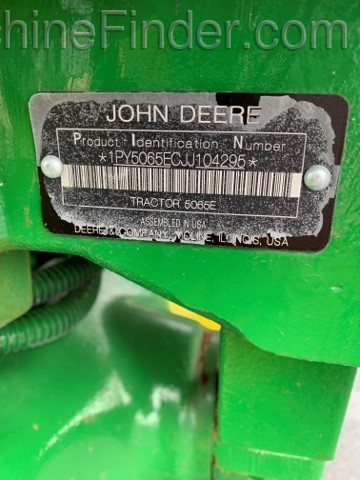 chineFinder.com
JOHN DEERE
Product Identification Number
*1PY5065ECJJ104295*
TRACTOR 5065E
ASSEMBLED IN USA
DEERE & COMPANY, MOLINE, ILLINOIS, USA